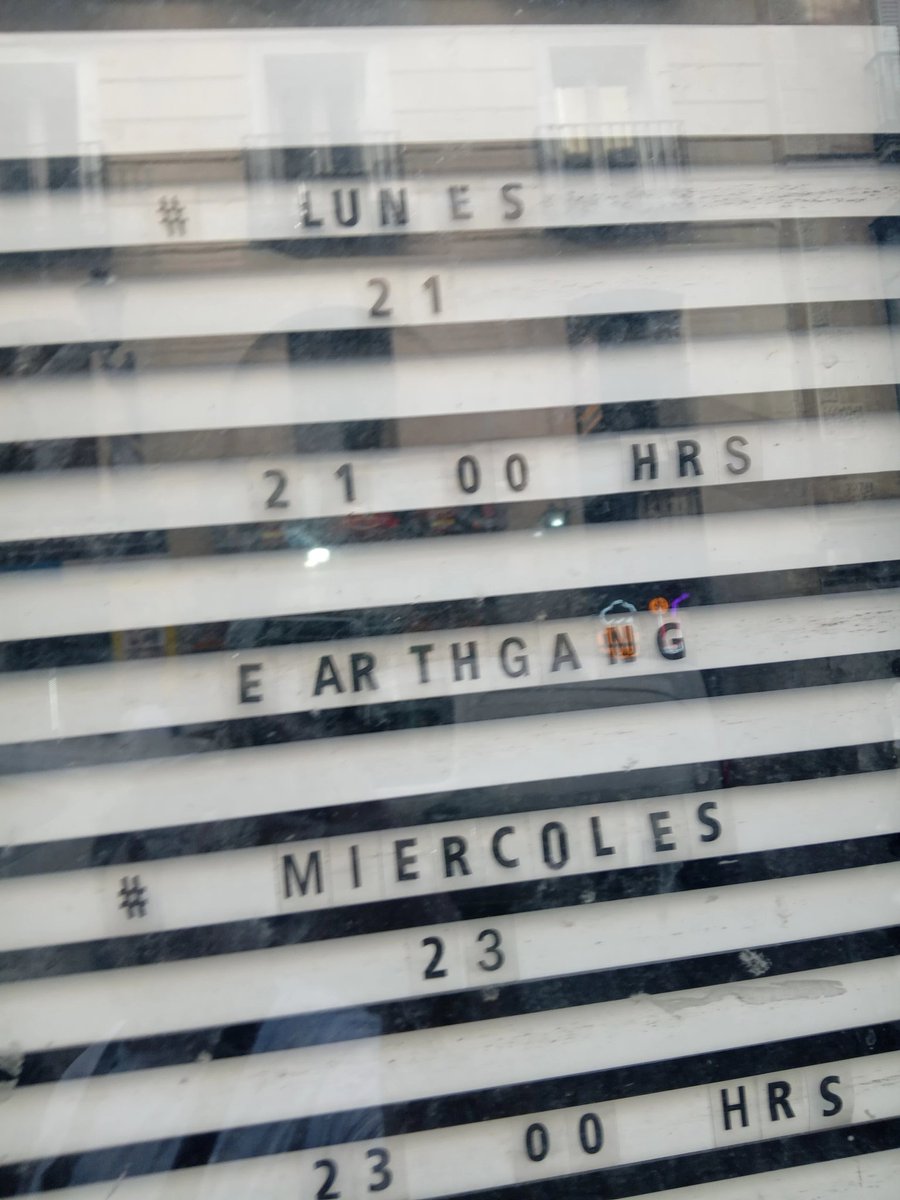 # LUNES
21
21 00 HRS
EARTHGANG
# MIERCOLES
23
23 00 HRS